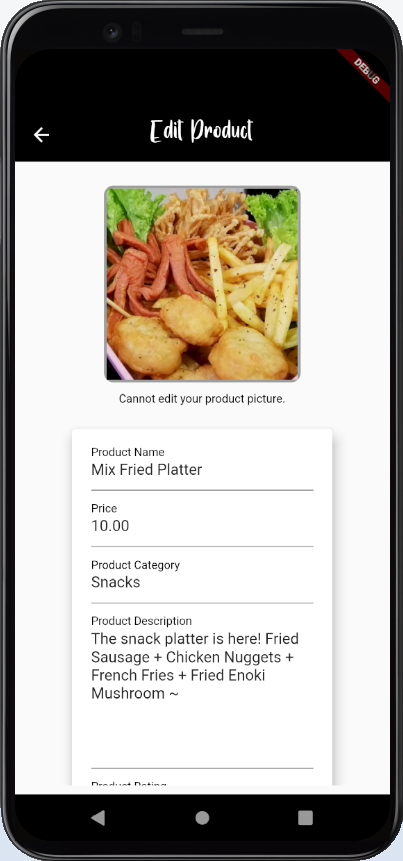 DEBUG
Edit Product
Cannot edit your product picture.
Product Name
Mix Fried Platter
Price
10.00
Product Category
Snacks
Product Description
The snack platter is here! Fried
Sausage + Chicken Nuggets +
French Fries + Fried Enoki
Mushroom ~
Product Rating